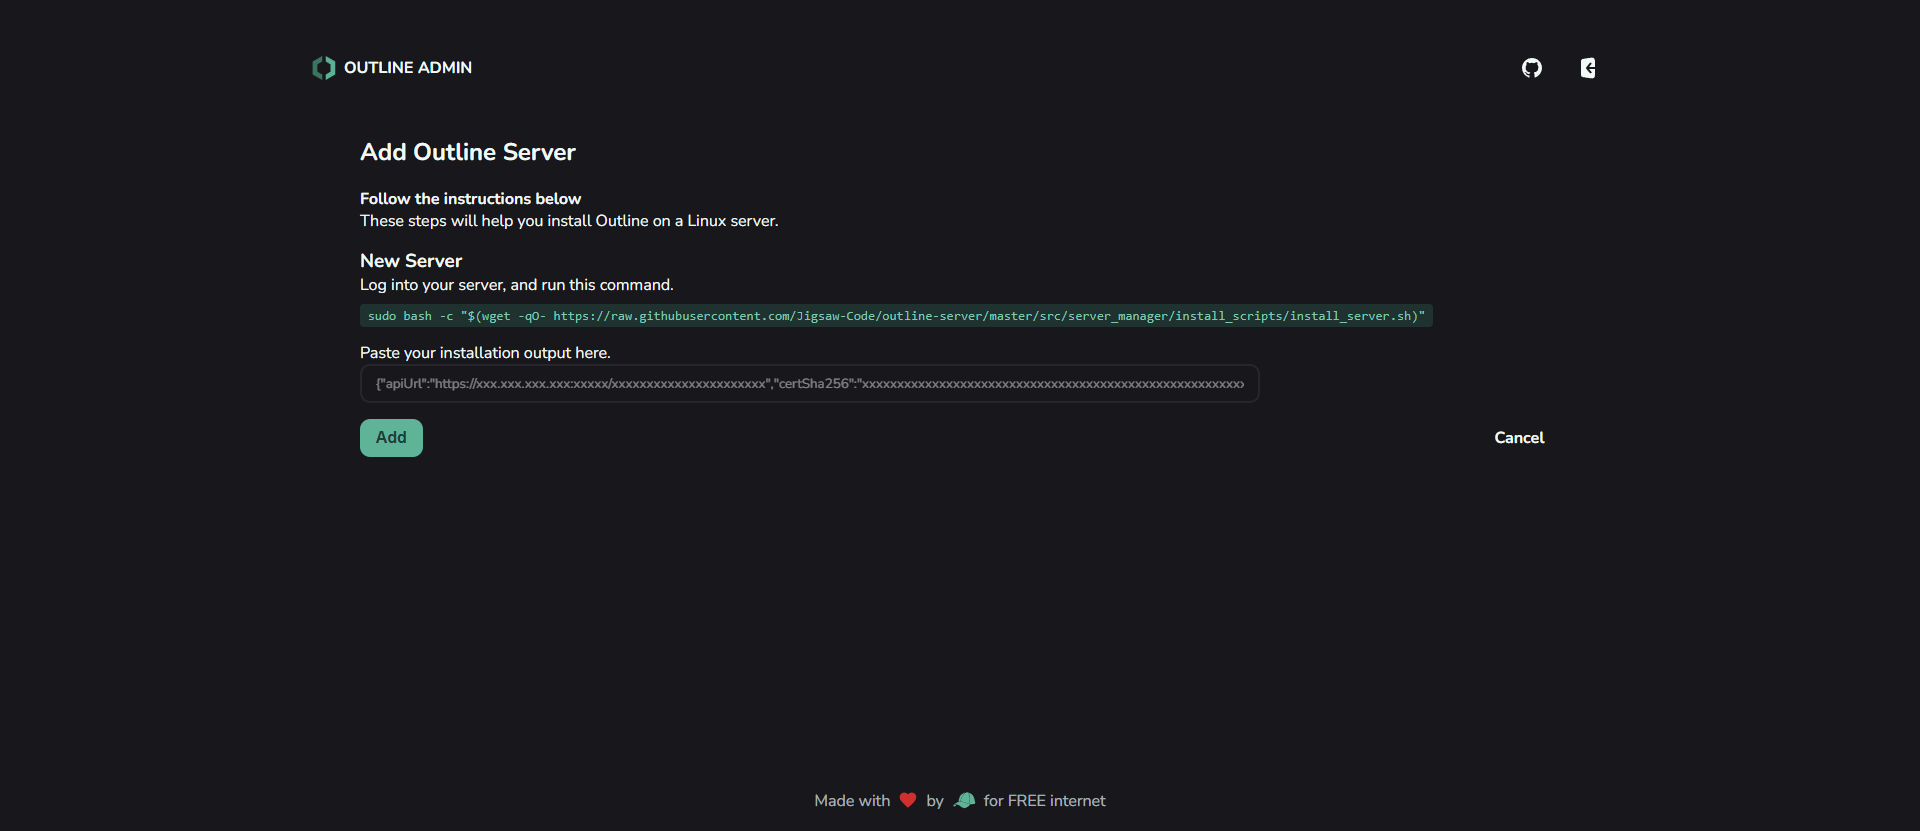 OUTLINE ADMIN
Add Outline Server
Follow the instructions below
These steps will help you install Outline on a Linux server.
New Server
Log into your server, and run this command.
sudo bash -c "$(wget -qO- https://raw.githubusercontent.com/Jigsaw-Code/outline-server/master/src/server_manager/install_scripts/install_server.sh)"
Paste your installation output here.
{"apiUrl":"https://xxx.xxx.xxx.xxx:xxxxx/xxxxxxxxxxxxxxxxxxxxxx","certSha256":"xxxxxxxxxxxxxxxxxxxxxxxxxxxxxxxxxxxxxxxxxxxxxxxxxxxxxxx
Add
Cancel
Made with by for FREE internet